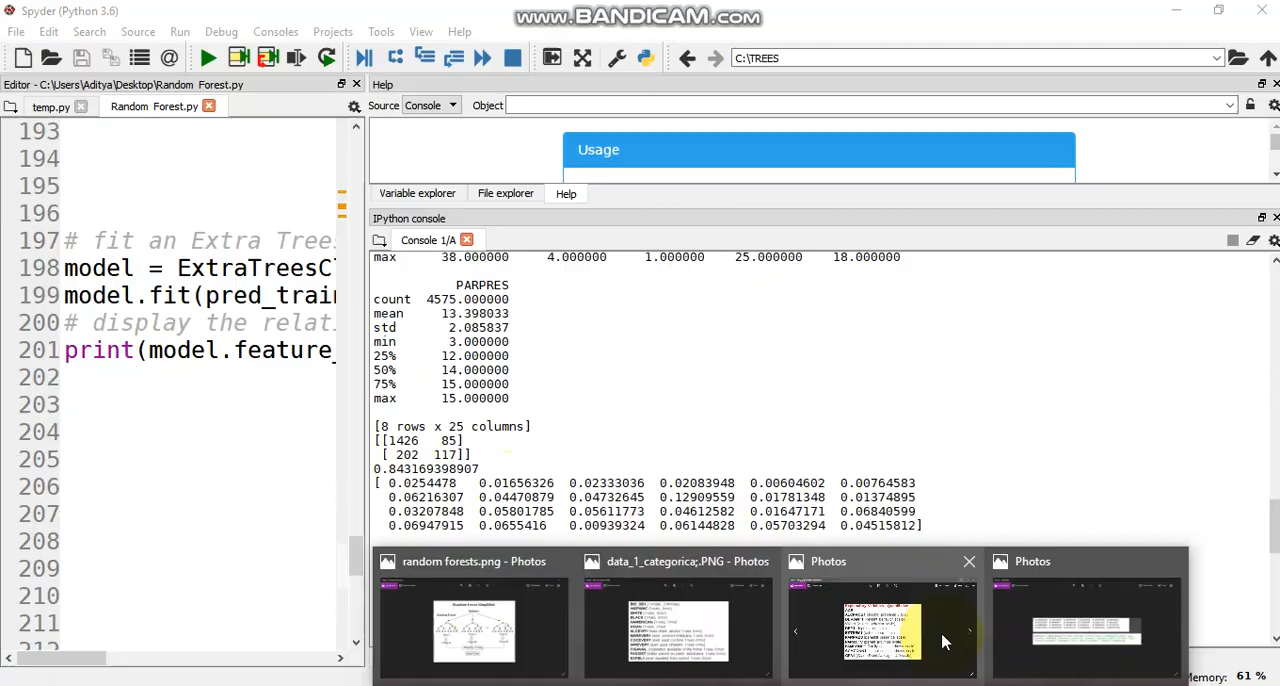 Spyder (Python 3.6)
www.BANDICAM.com
File Edit Search Source Run Debug Consoles Projects Tools View Help
C:\TREES
Editor - C:\Users\Aditya\Desktop\Random Forest.py
Help
temp.py Random Forest.py
Source Console Object
193
194
195
196
197 # fit an Extra Trees
198 model = ExtraTreesCl
199 model.fit(pred_train
200 # display the relati
201 print(model.feature_
202
203
204
205
206
207
208
209
210
211
Usage
Variable explorer File explorer Help
IPython console
Console 1/A
max 38.000000 4.000000 1.000000 25.000000 18.000000
PARPRES
count 4575.000000
mean 13.398033
std 2.085837
min 3.000000
25% 12.000000
50% 14.000000
75% 15.000000
max 15.000000
[8 rows x 25 columns]
[[1426 85]
[ 202 117]]
0.843169398907
[ 0.0254478 0.01656326 0.02333036 0.02083948 0.00604602 0.00764583
0.06216307 0.04470879 0.04732645 0.12909559 0.01781348 0.01374895
0.03207848 0.05801785 0.05611773 0.04612582 0.01647171 0.06840599
0.06947915 0.0655416 0.00939324 0.06144828 0.05703294 0.04515812]
random forests.png - Photos
data_1_categorica;.PNG - Photos
Photos
Photos
Memory: 61 %